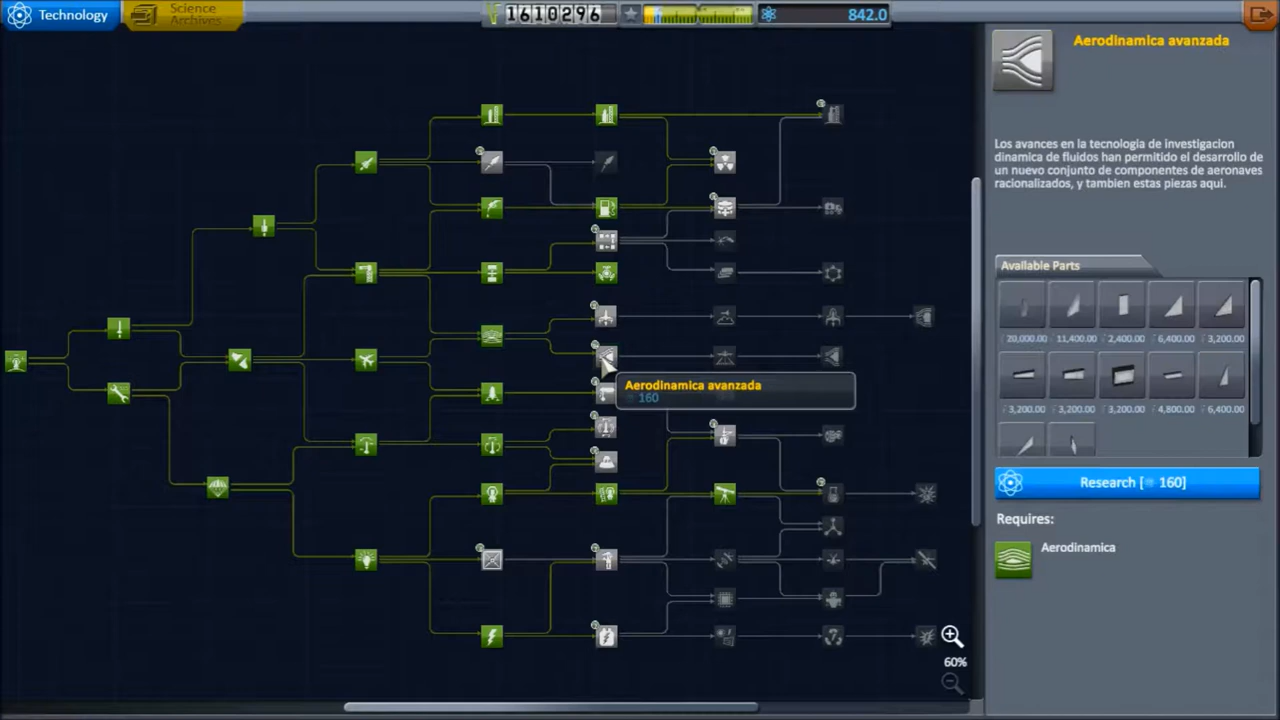 Technology
Science
Archives
1610296
842.0
Aerodinamica avanzada
Los avances en la tecnologia de investigacion
dinamica de fluidos han permitido el desarrollo de
un nuevo conjunto de componentes de aeronaves
racionalizados, y tambien estas piezas aqui.
Available Parts
20,000.00 11,400.00 2,400.00 6,400.00 3,200.00
3,200.00 3,200.00 3,200.00 4,800.00 6,400.00
Aerodinamica avanzada
160
Research [ 160]
Requires:
Aerodinamica
60%